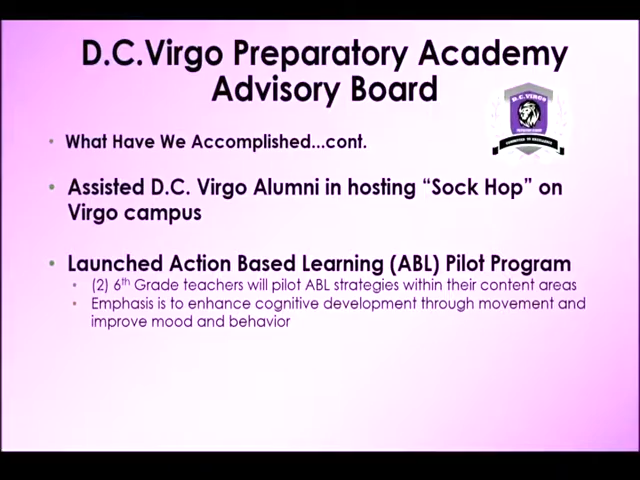 D.C.Virgo Preparatory Academy
Advisory Board
D.C. VIRGO
• What Have We Accomplished...cont.
• Assisted D.C. Virgo Alumni in hosting “Sock Hop” on
Virgo campus
• Launched Action Based Learning (ABL) Pilot Program
• (2) 6th Grade teachers will pilot ABL strategies within their content areas
• Emphasis is to enhance cognitive development through movement and
improve mood and behavior